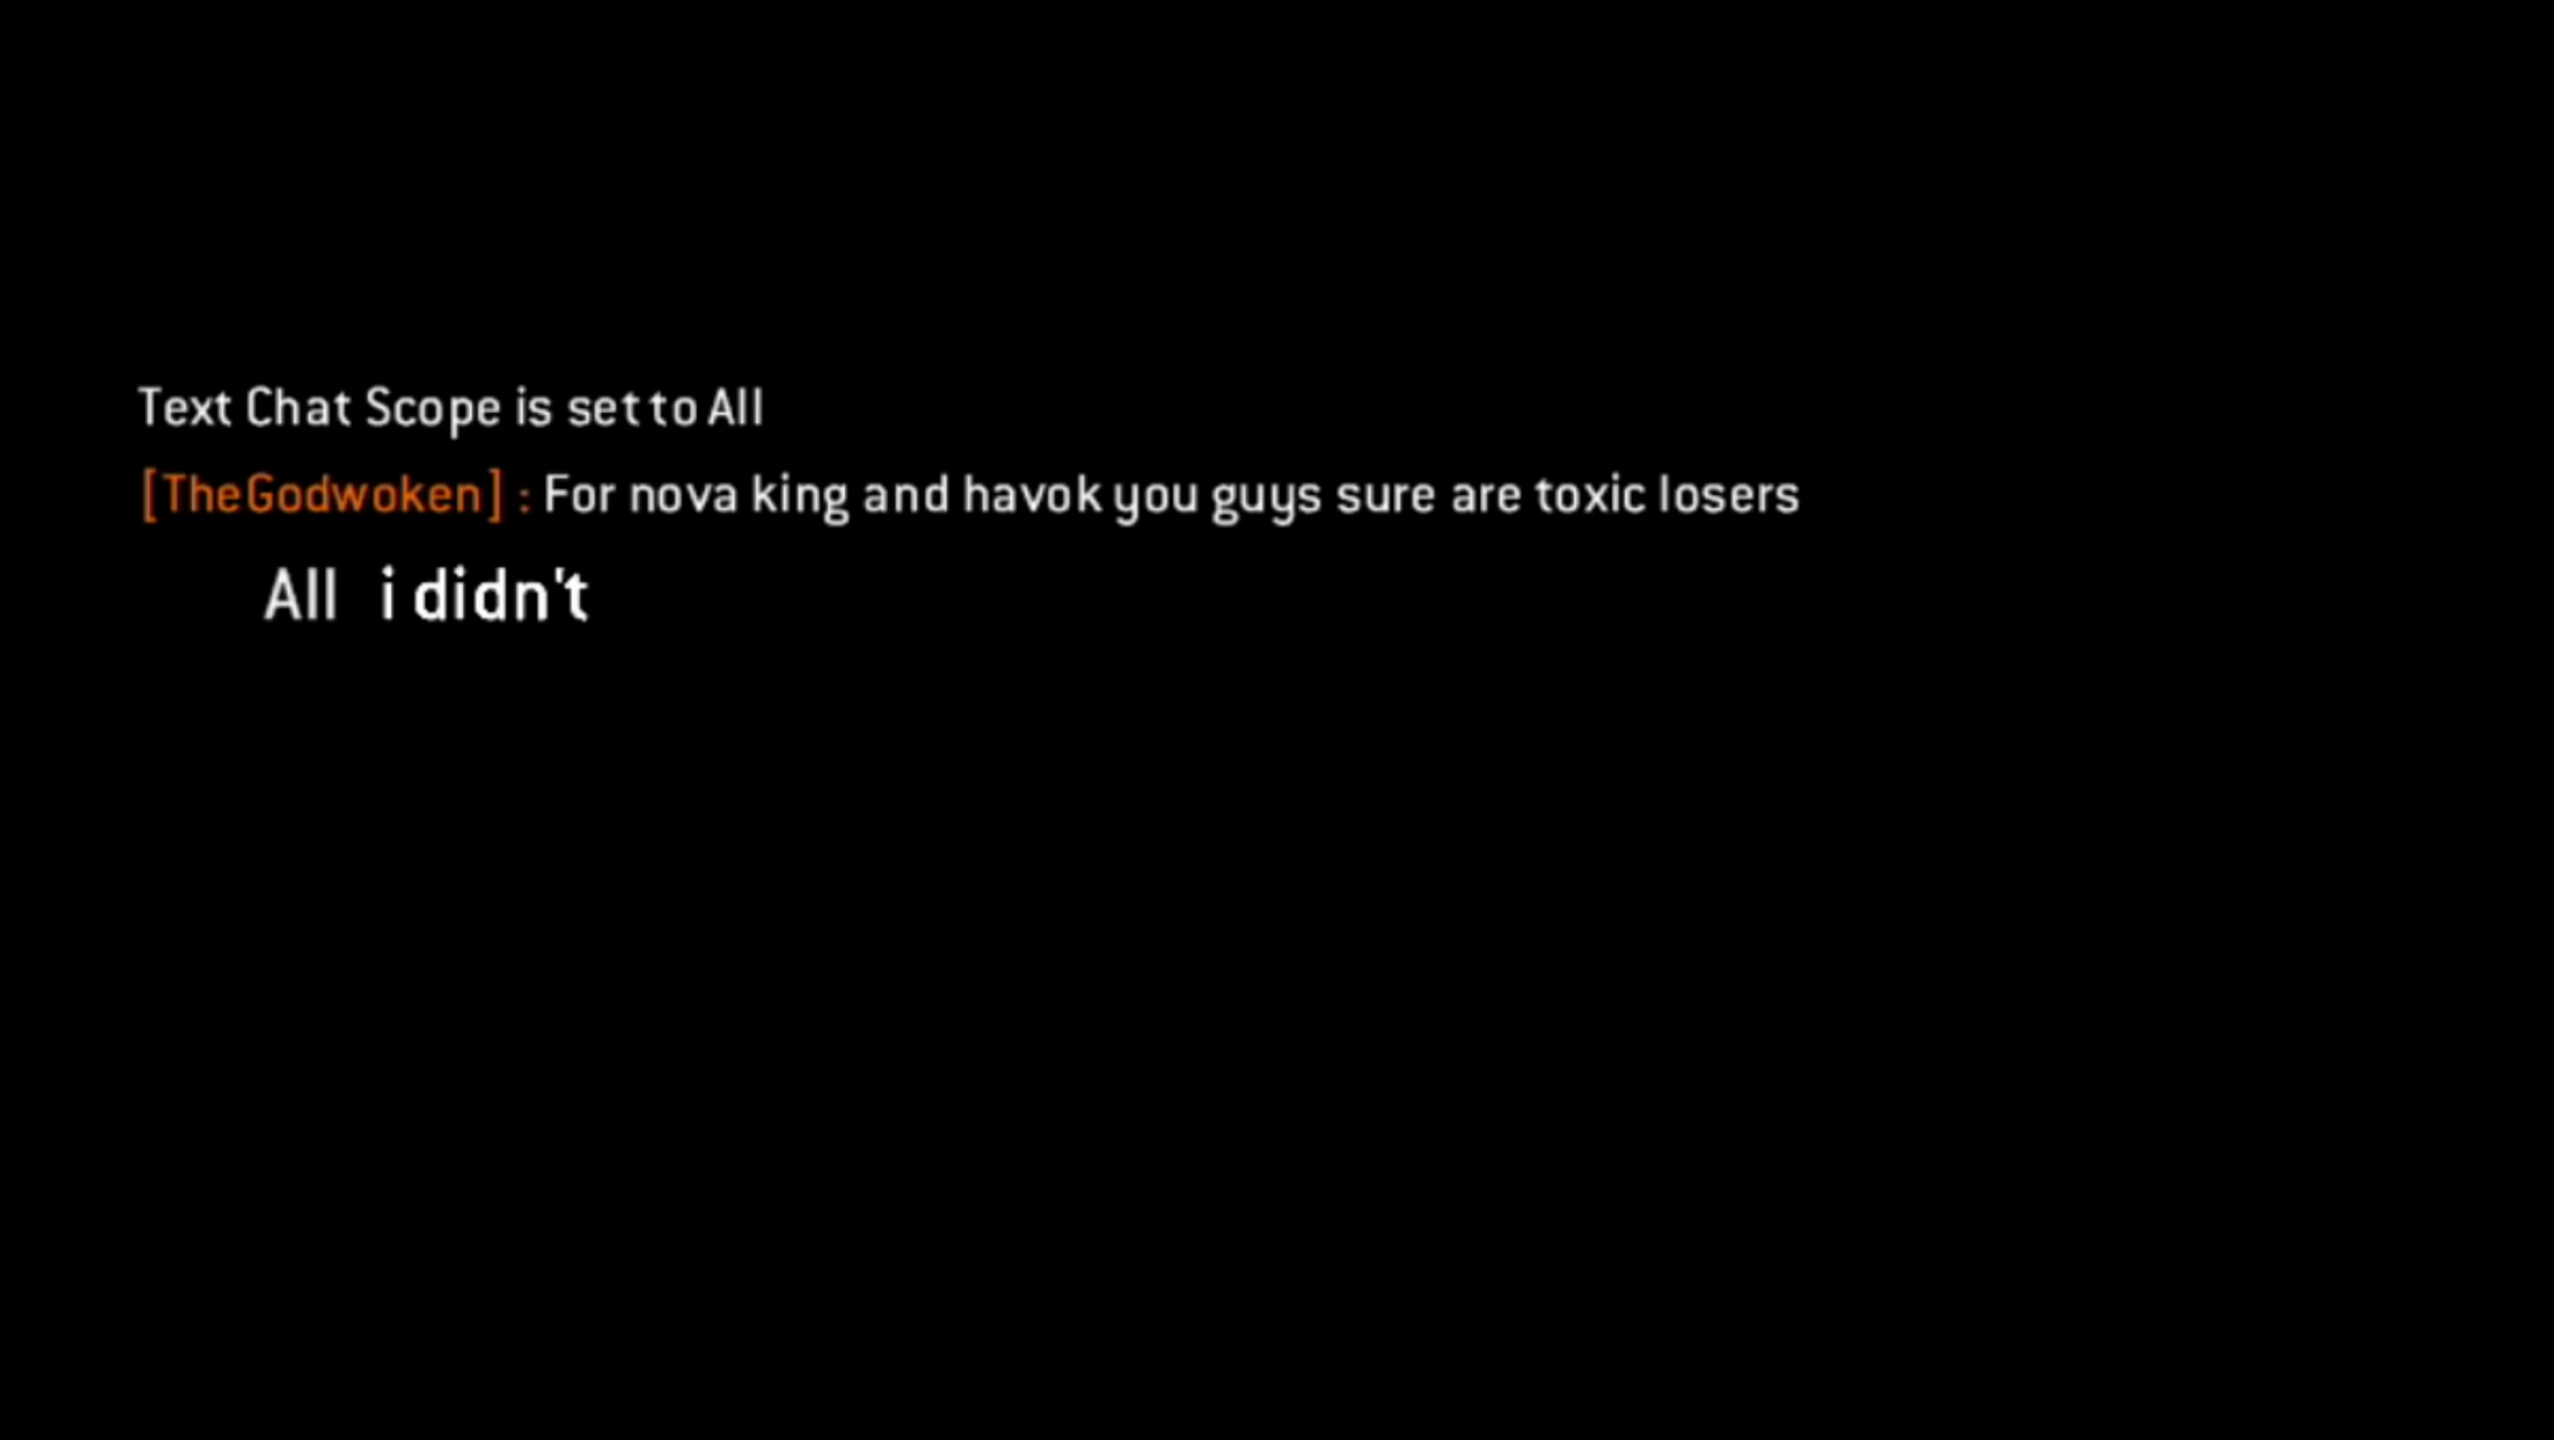 Text Chat Scope is set to All
[TheGodwoken] : For nova king and havok you guys sure are toxic losers
All i didn't